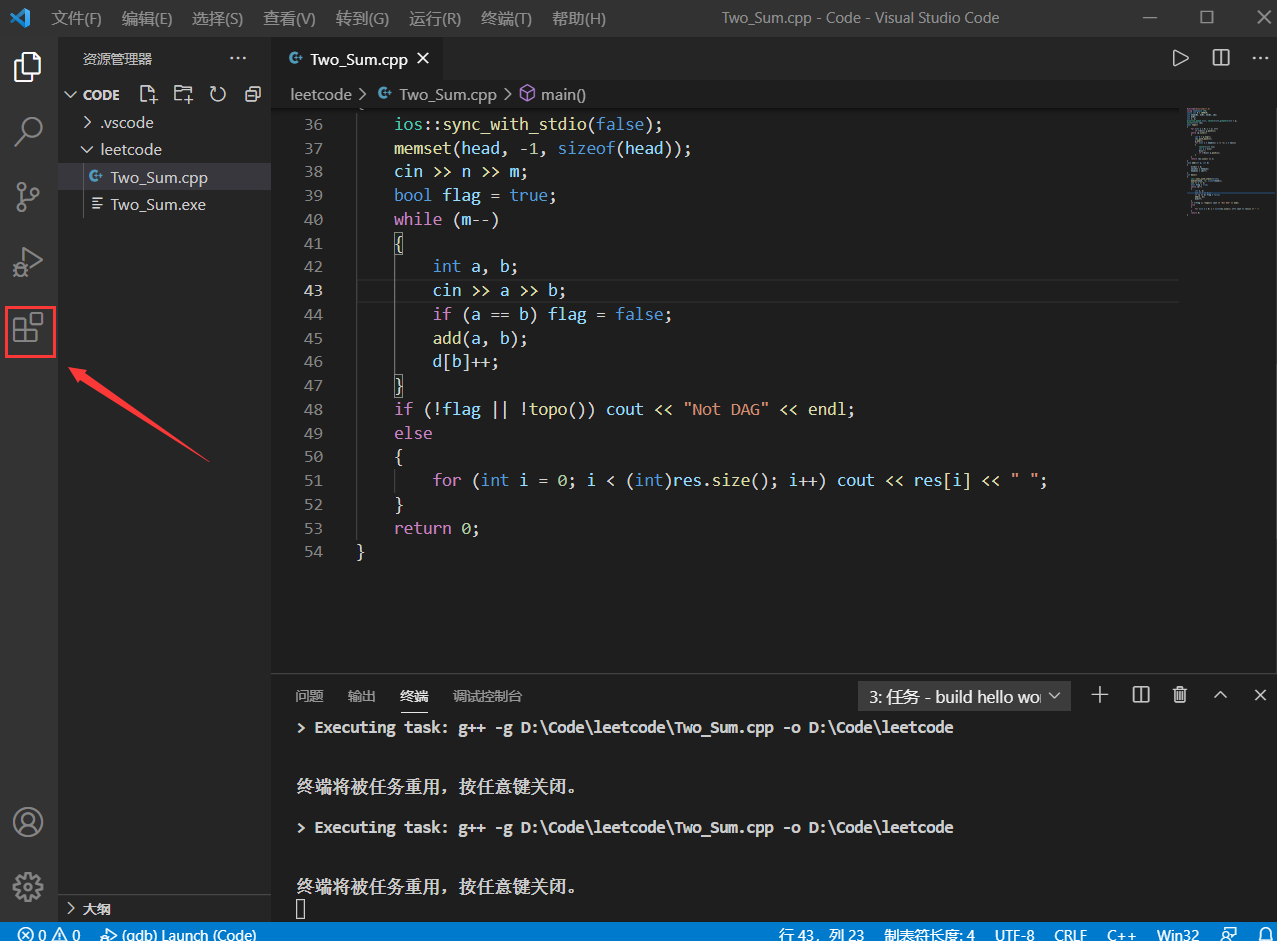 文件(F) 编辑(E) 选择(S) 查看(V) 转到(G) 运行(R) 终端(T) 帮助(H) Two_Sum.cpp - Code - Visual Studio Code
资源管理器
CODE
.vscode
leetcode
Two_Sum.cpp
Two_Sum.exe
大纲
Two_Sum.cpp
leetcode > Two_Sum.cpp > main()
36 ios::sync_with_stdio(false);
37 memset(head, -1, sizeof(head));
38 cin >> n >> m;
39 bool flag = true;
40 while (m--)
41 {
42 int a, b;
43 cin >> a >> b;
44 if (a == b) flag = false;
45 add(a, b);
46 d[b]++;
47 }
48 if (!flag || !topo()) cout << "Not DAG" << endl;
49 else
50 {
51 for (int i = 0; i < (int)res.size(); i++) cout << res[i] << " ";
52 }
53 return 0;
54 }
问题 输出 终端 调试控制台 3: 任务 - build hello wo
> Executing task: g++ -g D:\Code\leetcode\Two_Sum.cpp -o D:\Code\leetcode
终端将被任务重用，按任意键关闭。
> Executing task: g++ -g D:\Code\leetcode\Two_Sum.cpp -o D:\Code\leetcode
终端将被任务重用，按任意键关闭。
0 0 (gdb) Launch (Code) 行 43，列 23 制表符长度: 4 UTF-8 CRLF C++ Win32